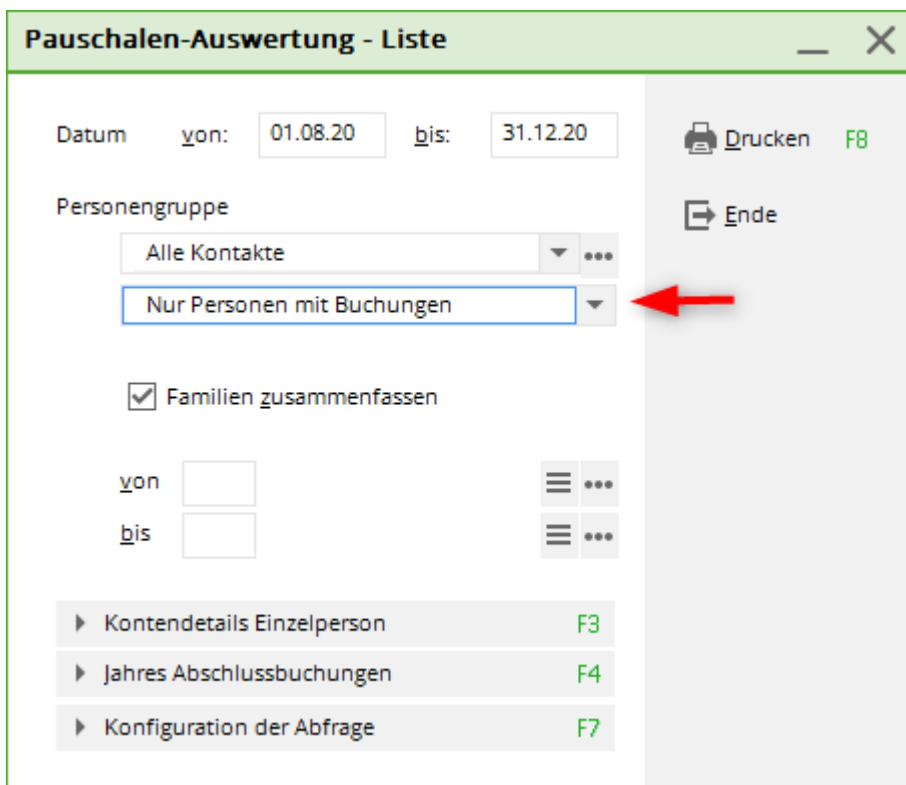 Pauschalen-Auswertung - Liste
Datum von: 01.08.20 bis: 31.12.20
Drucken F8
Personengruppe
Ende
Alle Kontakte
Nur Personen mit Buchungen
Familien zusammenfassen
von
bis
Kontendetails Einzelperson F3
Jahres Abschlussbuchungen F4
Konfiguration der Abfrage F7